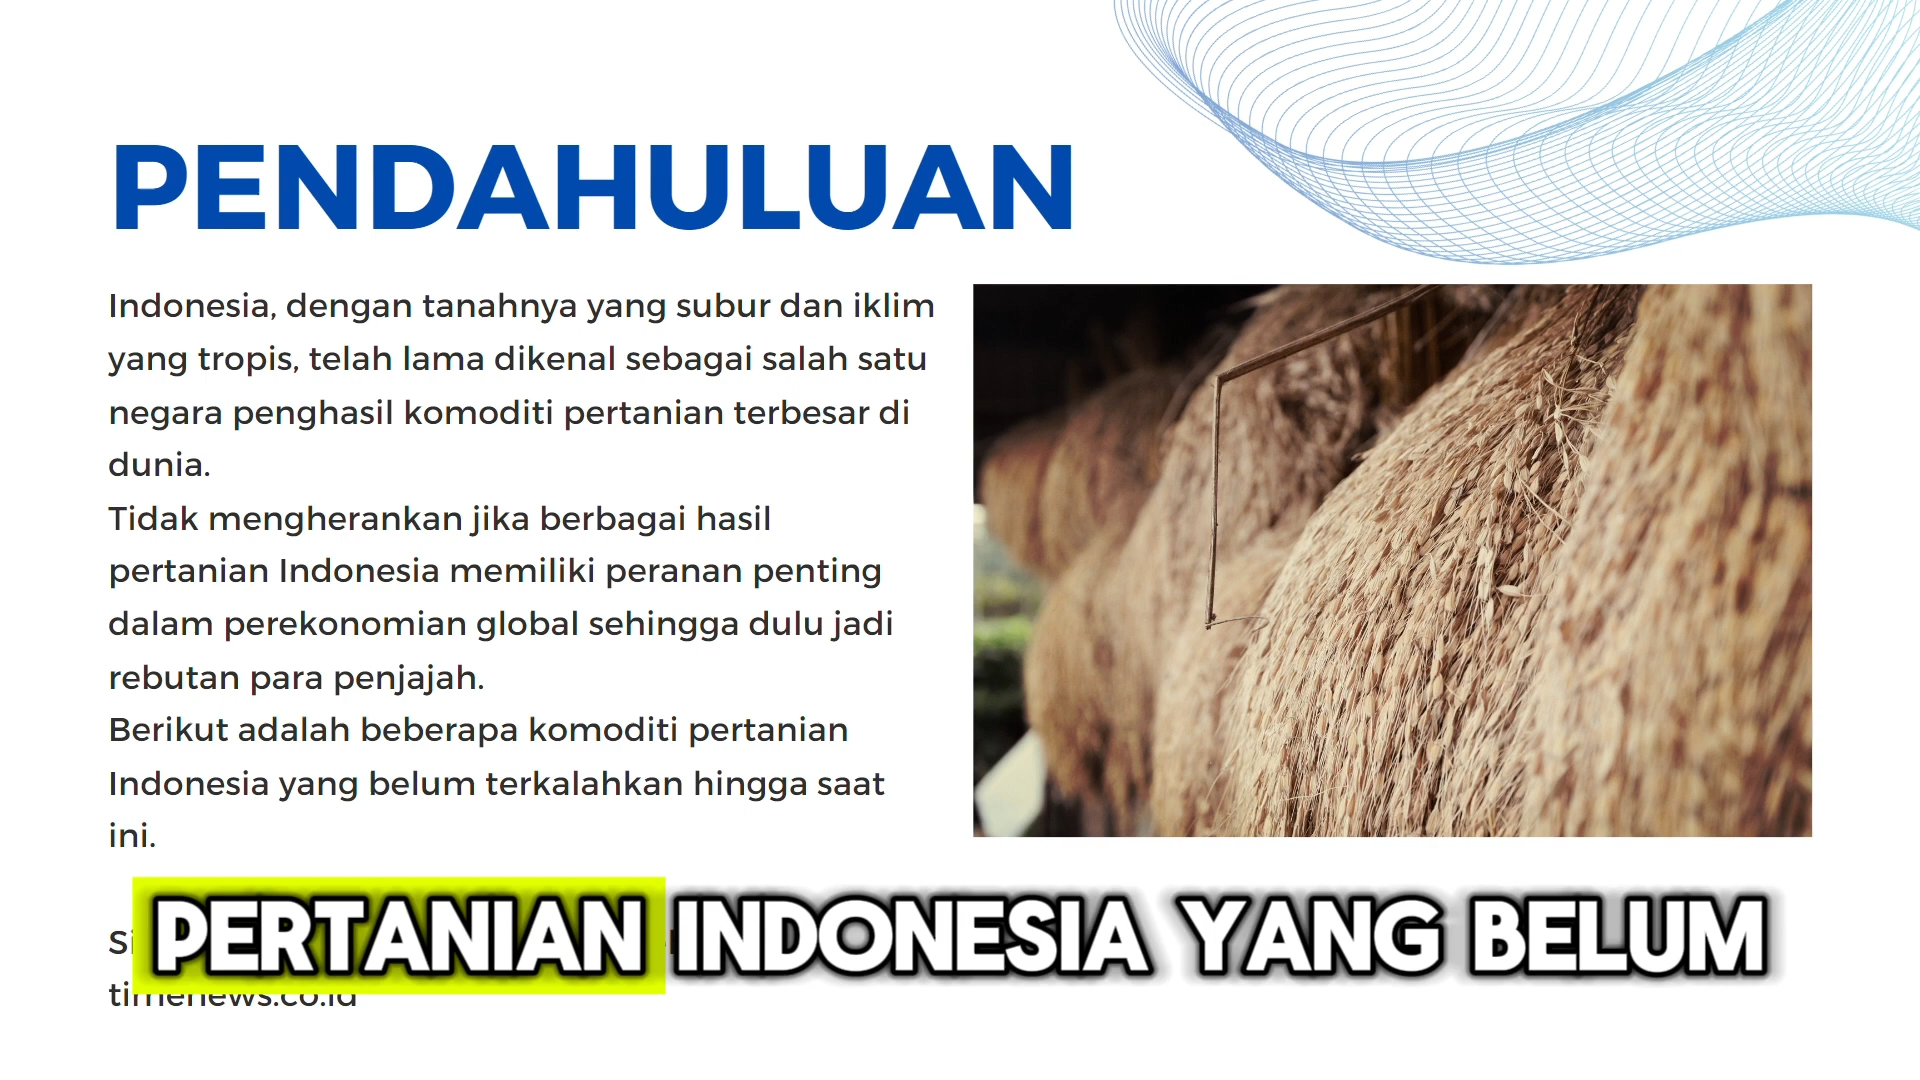 PENDAHULUAN
Indonesia, dengan tanahnya yang subur dan iklim
yang tropis, telah lama dikenal sebagai salah satu
negara penghasil komoditi pertanian terbesar di
dunia.
Tidak mengherankan jika berbagai hasil
pertanian Indonesia memiliki peranan penting
dalam perekonomian global sehingga dulu jadi
rebutan para penjajah.
Berikut adalah beberapa komoditi pertanian
Indonesia yang belum terkalahkan hingga saat
ini.
PERTANIAN INDONESIA YANG BELUM
timenews.co.id